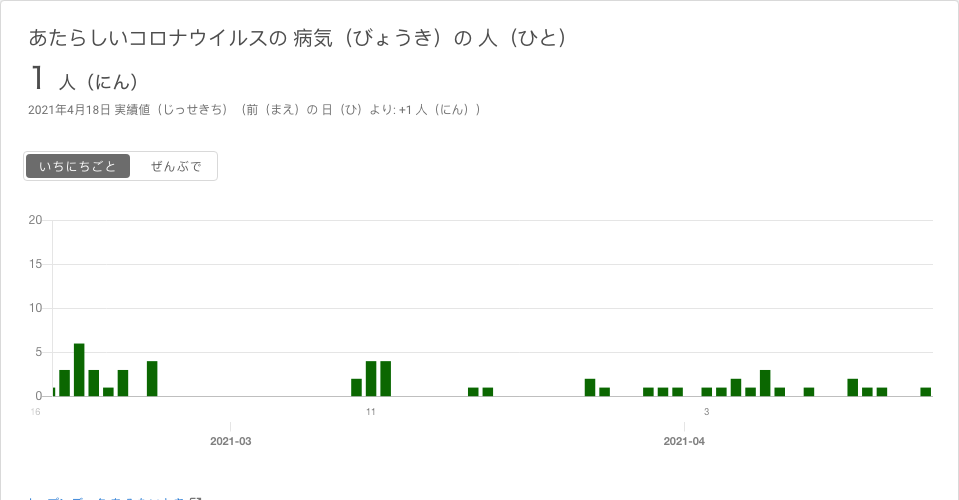 あたらしいコロナウイルスの 病気（びょうき）の 人（ひと）
1 人（にん）
2021年4月18日 実績値（じっせきち）（前（まえ）の 日（ひ）より: +1 人（にん））
いちにちごと ぜんぶで
20
15
10
5
0
16 11 3
2021-03 2021-04